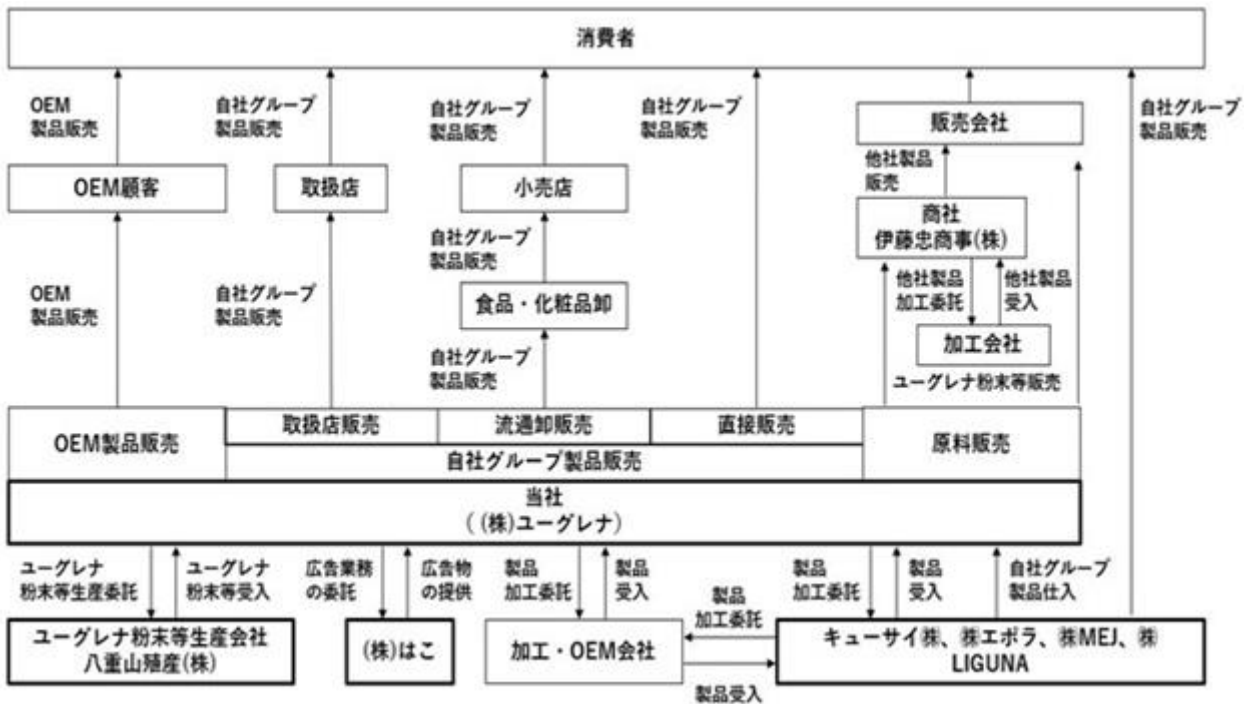 消費者
OEM
製品販売
自社グループ
製品販売
自社グループ
製品販売
自社グループ
製品販売
販売会社
自社グループ
製品販売
OEM顧客
取扱店
小売店
他社製品
販売
商社
伊藤忠商事(株)
OEM
製品販売
自社グループ
製品販売
自社グループ
製品販売
食品・化粧品卸
他社製品
加工委託
他社製品
受入
加工会社
自社グループ
製品販売
ユーグレナ粉末等販売
OEM製品販売
取扱店販売
流通卸販売
直接販売
原料販売
自社グループ製品販売
当社
( (株)ユーグレナ)
ユーグレナ
粉末等生産委託
ユーグレナ
粉末等受入
広告業務
の委託
広告物
の提供
製品
加工委託
製品
受入
製品
加工委託
製品
受入
自社グループ
製品仕入
製品
加工委託
ユーグレナ粉末等生産会社
八重山殖産(株)
(株)はこ
加工・OEM会社
キューサイ㈱、㈱エポラ、㈱MEJ、㈱
LIGUNA
製品受入